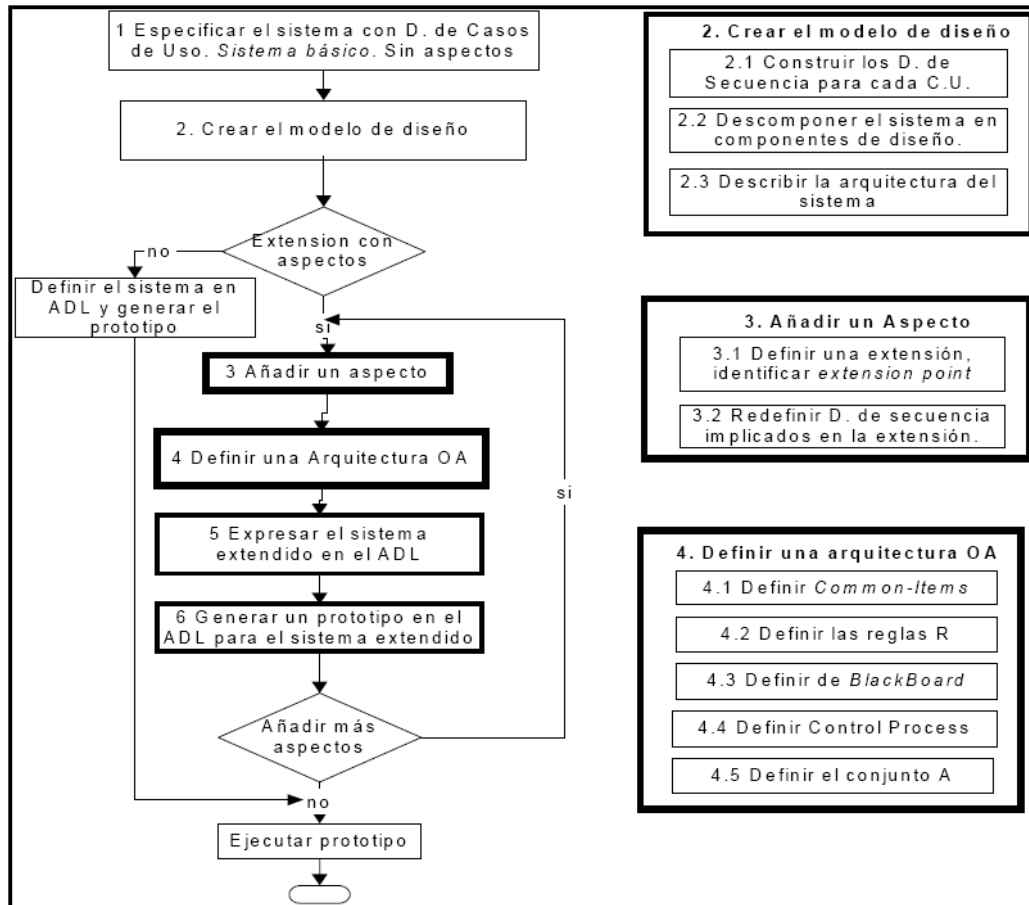 1 Especificar el sistema con D. de Casos
de Uso. Sistema básico. Sin aspectos
2. Crear el modelo de diseño
Extension con
aspectos
no
Definir el sistema en
ADL y generar el
prototipo
si
3 Añadir un aspecto
4 Definir una Arquitectura OA
5 Expresar el sistema
extendido en el ADL
6 Generar un prototipo en el
ADL para el sistema extendido
Añadir más
aspectos
si
no
Ejecutar prototipo
2. Crear el modelo de diseño
2.1 Construir los D. de
Secuencia para cada C.U.
2.2 Descomponer el sistema en
componentes de diseño.
2.3 Describir la arquitectura del
sistema
3. Añadir un Aspecto
3.1 Definir una extensión,
identificar extension point
3.2 Redefinir D. de secuencia
implicados en la extensión.
4. Definir una arquitectura OA
4.1 Definir Common-Items
4.2 Definir las reglas R
4.3 Definir de BlackBoard
4.4 Definir Control Process
4.5 Definir el conjunto A